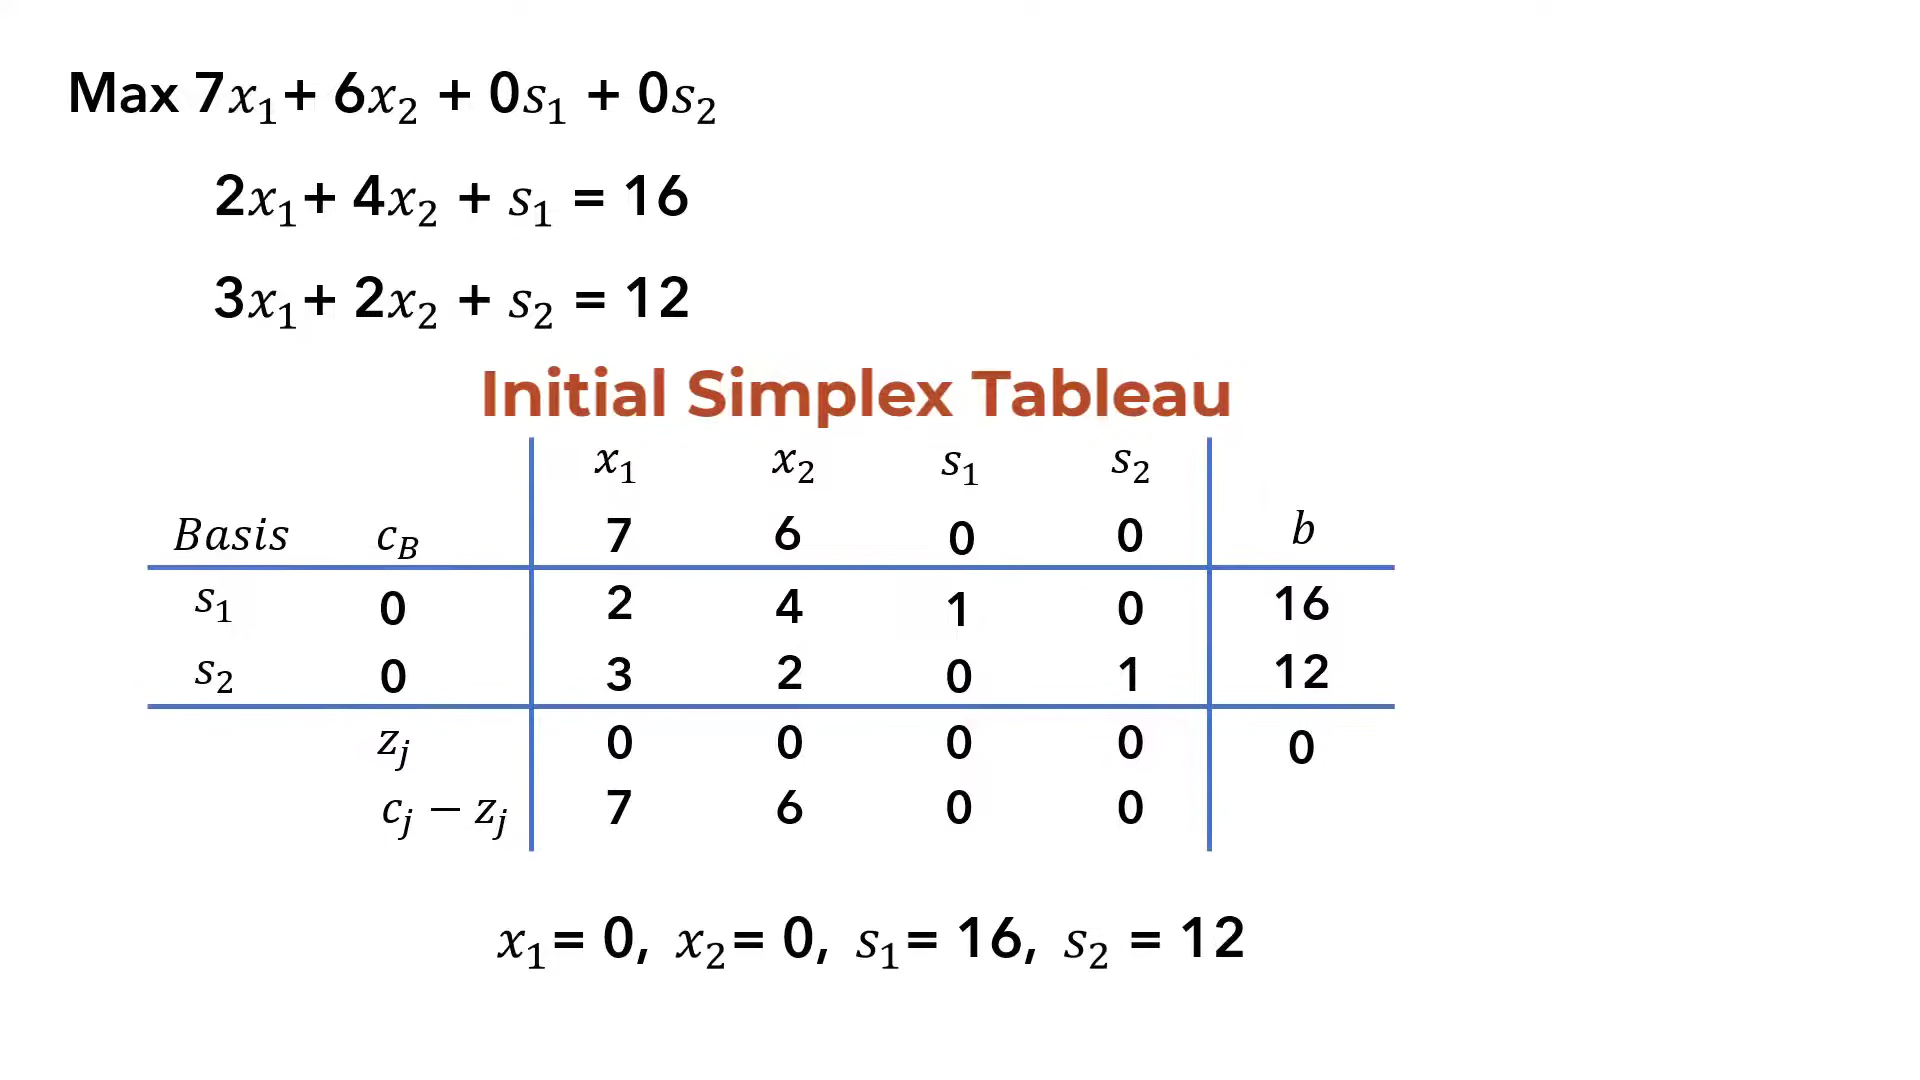 Max 7x₁ + 6x₂ + 0s₁ + 0s₂
2x₁ + 4x₂ + s₁ = 16
3x₁ + 2x₂ + s₂ = 12
Initial Simplex Tableau
x₁ x₂ s₁ s₂
Basis c_B 7 6 0 0 b
s₁ 0 2 4 1 0 16
s₂ 0 3 2 0 1 12
z_j 0 0 0 0 0
c_j − z_j 7 6 0 0
x₁ = 0, x₂ = 0, s₁ = 16, s₂ = 12